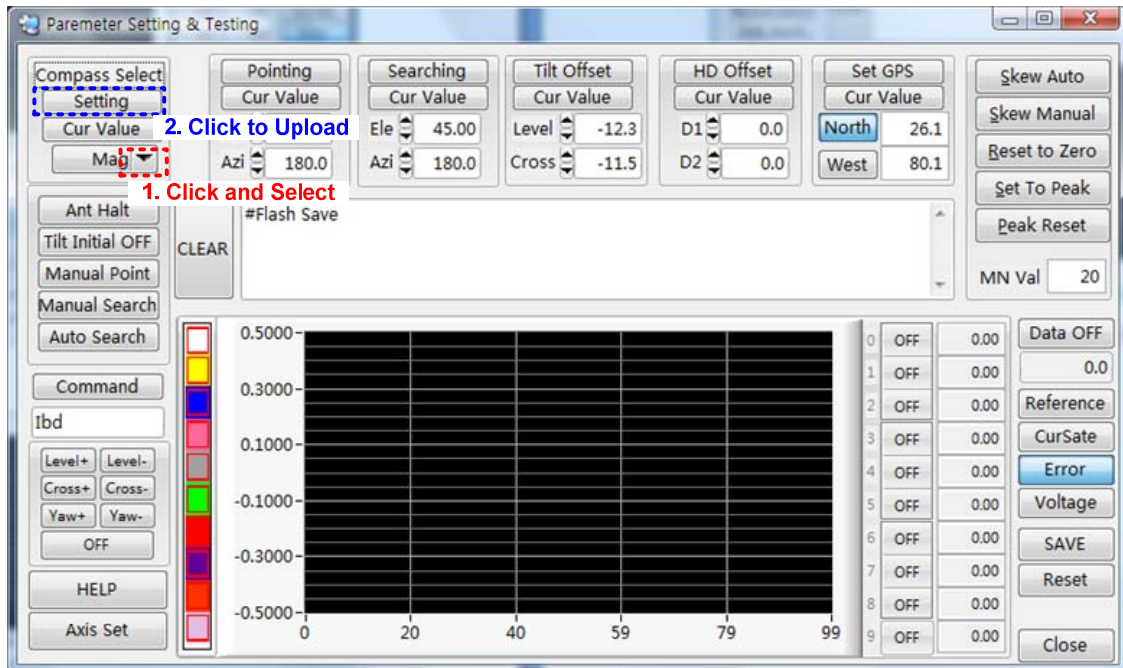 Paremeter Setting & Testing
Compass Select
Setting
Cur Value
Mag
2. Click to Upload
1. Click and Select
Pointing
Cur Value
Azi 180.0
Searching
Cur Value
Ele 45.00
Azi 180.0
Tilt Offset
Cur Value
Level -12.3
Cross -11.5
HD Offset
Cur Value
D1 0.0
D2 0.0
Set GPS
Cur Value
North 26.1
West 80.1
Skew Auto
Skew Manual
Reset to Zero
Set To Peak
Peak Reset
MN Val 20
Ant Halt
Tilt Initial OFF
Manual Point
Manual Search
Auto Search
CLEAR
#Flash Save
Command
Ibd
Level+ Level-
Cross+ Cross-
Yaw+ Yaw-
OFF
HELP
Axis Set
0.5000
0.3000
0.1000
-0.1000
-0.3000
-0.5000
0 20 40 59 79 99
0 OFF 0.00
1 OFF 0.00
2 OFF 0.00
3 OFF 0.00
4 OFF 0.00
5 OFF 0.00
6 OFF 0.00
7 OFF 0.00
8 OFF 0.00
9 OFF 0.00
Data OFF
0.0
Reference
CurSate
Error
Voltage
SAVE
Reset
Close